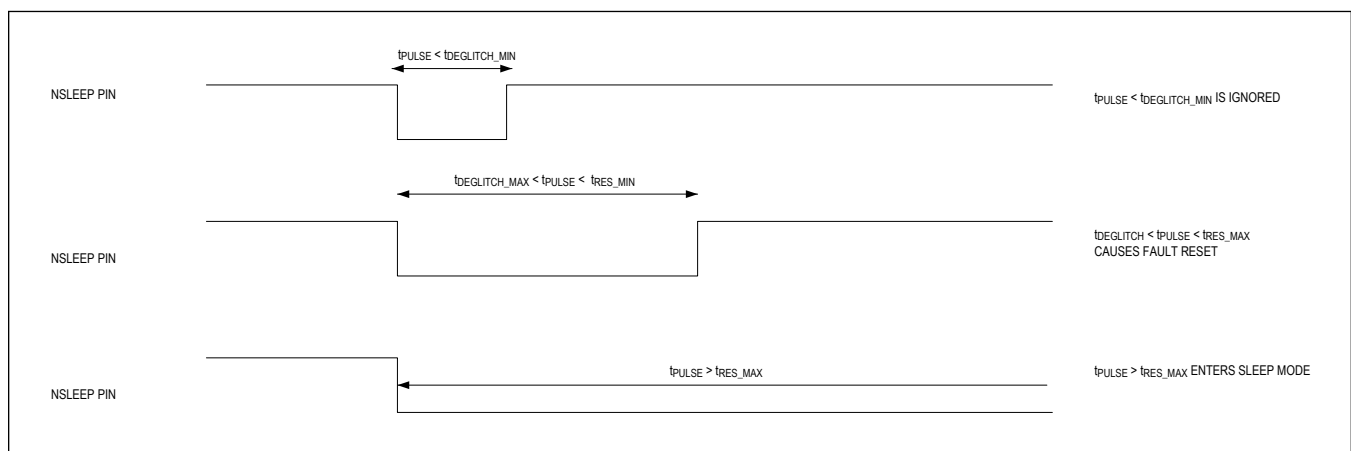 tPULSE < tDEGLITCH_MIN
NSLEEP PIN
tPULSE < tDEGLITCH_MIN IS IGNORED
tDEGLITCH_MAX < tPULSE < tRES_MIN
NSLEEP PIN
tDEGLITCH < tPULSE < tRES_MAX
CAUSES FAULT RESET
NSLEEP PIN
tPULSE > tRES_MAX
tPULSE > tRES_MAX ENTERS SLEEP MODE